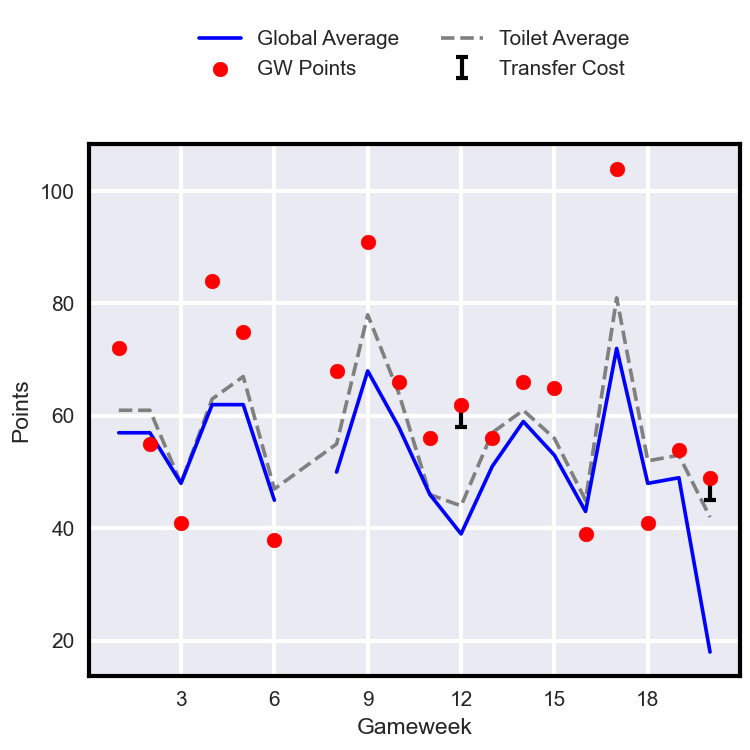 Global Average
Toilet Average
GW Points
Transfer Cost
100
80
60
40
20
Points
3 6 9 12 15 18
Gameweek